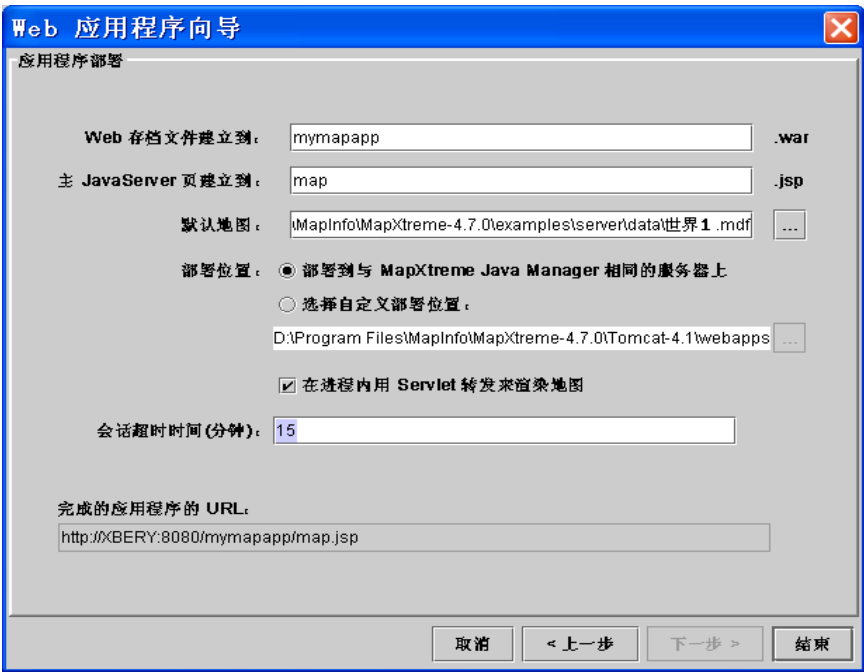 Web 应用程序向导
应用程序部署
Web 存档文件建立到: mymapapp .war
主 JavaServer 页建立到: map .jsp
默认地图: \MapInfo\MapXtreme-4.7.0\examples\server\data\世界1.mdf ...
部署位置: 部署到与 MapXtreme Java Manager 相同的服务器上
选择自定义部署位置:
D:\Program Files\MapInfo\MapXtreme-4.7.0\Tomcat-4.1\webapps ...
在进程内用 Servlet 转发来渲染地图
会话超时时间(分钟): 15
完成的应用程序的 URL:
http://XBERY:8080/mymapapp/map.jsp
取消 < 上一步 下一步 > 结束